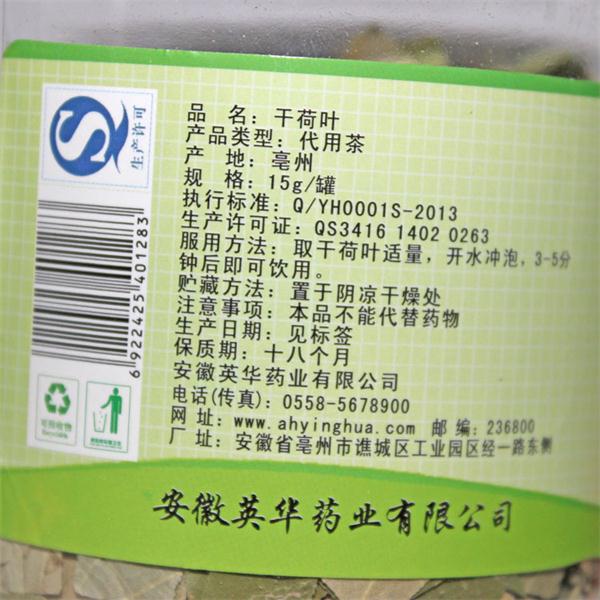 品 名：干荷叶
产品类型：代用茶
产 地：亳州
规 格：15g/罐
执行标准：Q/YH0001S-2013
生产许可证：QS3416 1402 0263
服用方法：取干荷叶适量，开水冲泡，3-5分
钟后即可饮用。
贮藏方法：置于阴凉干燥处
注意事项：本品不能代替药物
生产日期：见标签
保质期：十八个月
安徽英华药业有限公司
电话(传真)：0558-5678900
网 址：www.ahyinghua.com 邮 编：236800
厂 址：安徽省亳州市谯城区工业园区经一路东侧
生产许可
6922425401283
可回收物
Recyclable
安徽英华药业有限公司